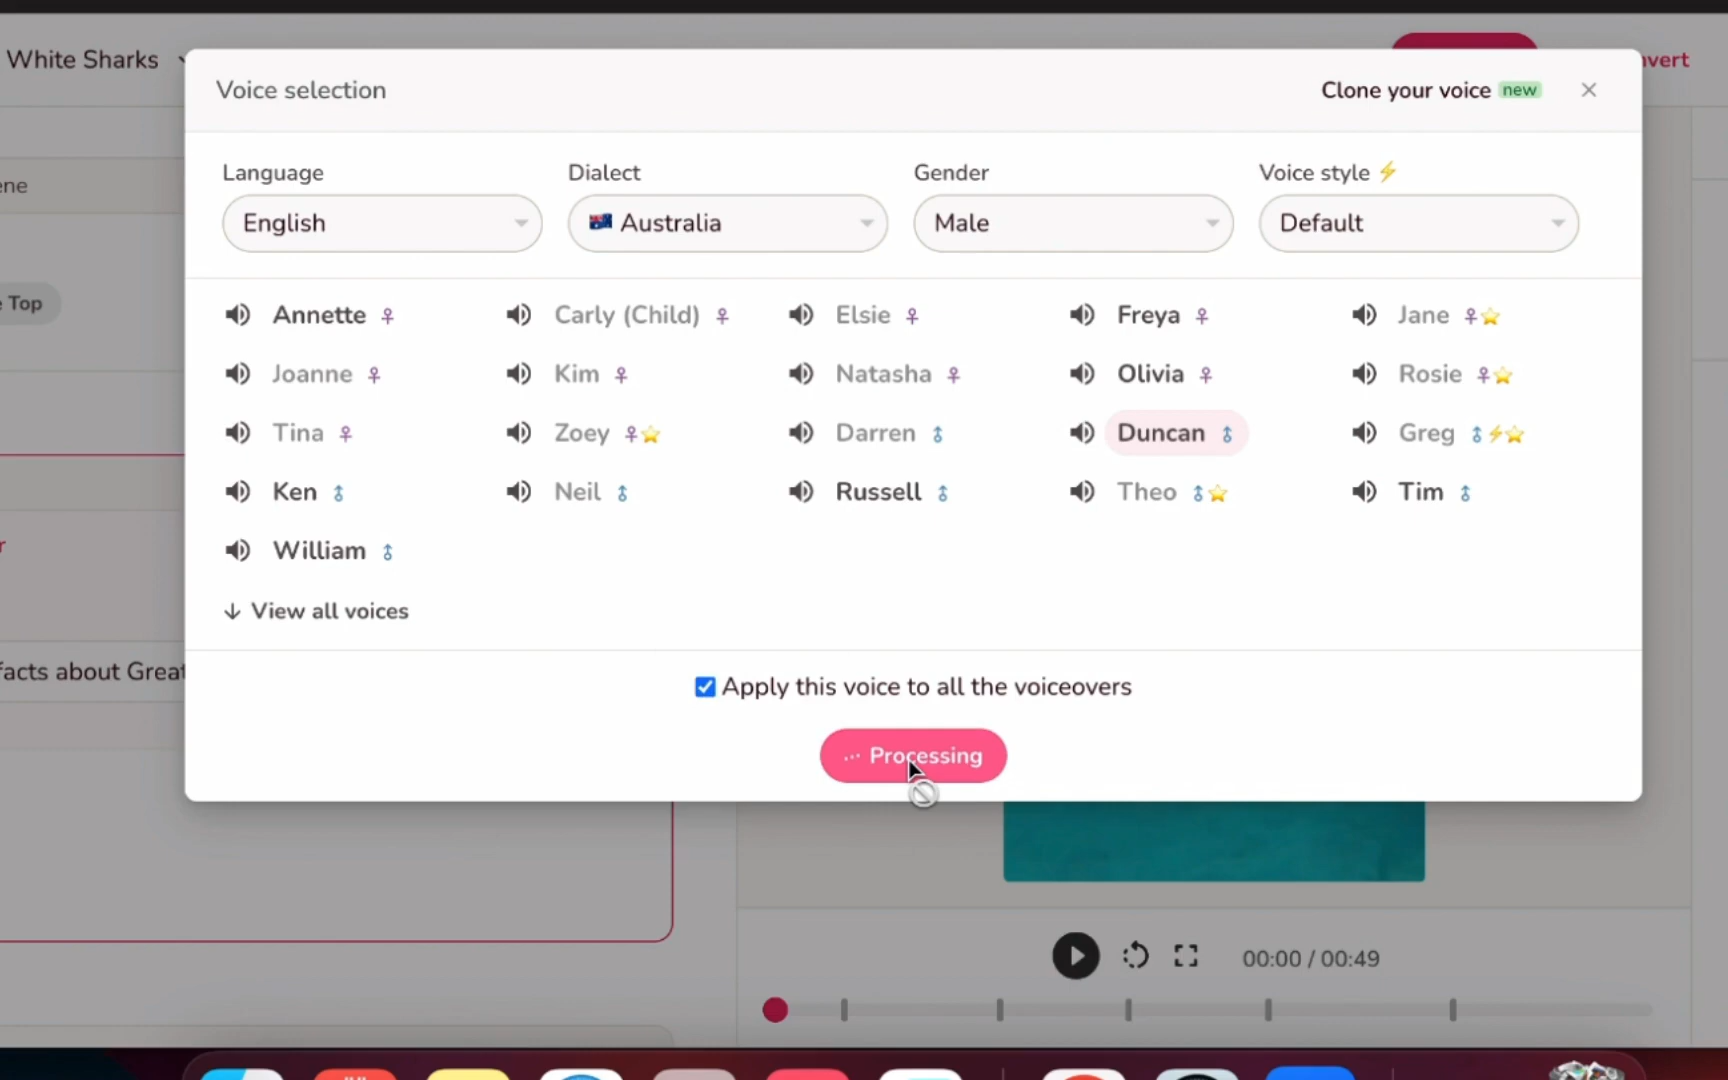 White Sharks
Voice selection
Clone your voice new
nvert
Language
Dialect
Gender
Voice style
English
Australia
Male
Default
ene
Top
Annette
Carly (Child)
Elsie
Freya
Jane
Joanne
Kim
Natasha
Olivia
Rosie
Tina
Zoey
Darren
Duncan
Greg
Ken
Neil
Russell
Theo
Tim
William
View all voices
facts about Great
Apply this voice to all the voiceovers
Processing
00:00 / 00:49